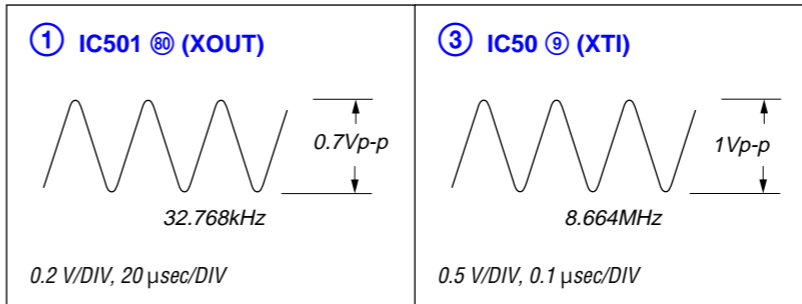 ① IC501 ⑧⓪ (XOUT)
0.7Vp-p
32.768kHz
0.2 V/DIV, 20 μsec/DIV
③ IC50 ⑨ (XTI)
1Vp-p
8.664MHz
0.5 V/DIV, 0.1 μsec/DIV